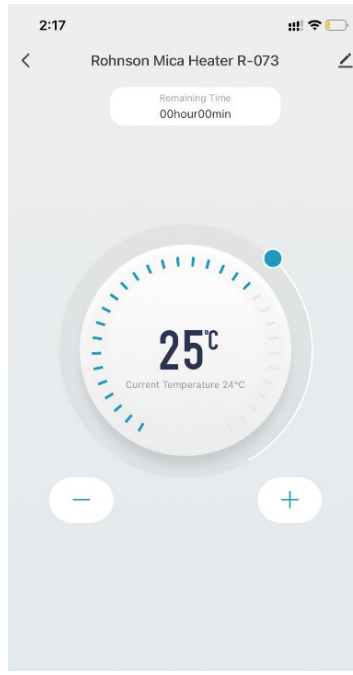 2:17
Rohnson Mica Heater R-073
Remaining Time
00hour00min
25°C
Current Temperature 24°C
− +